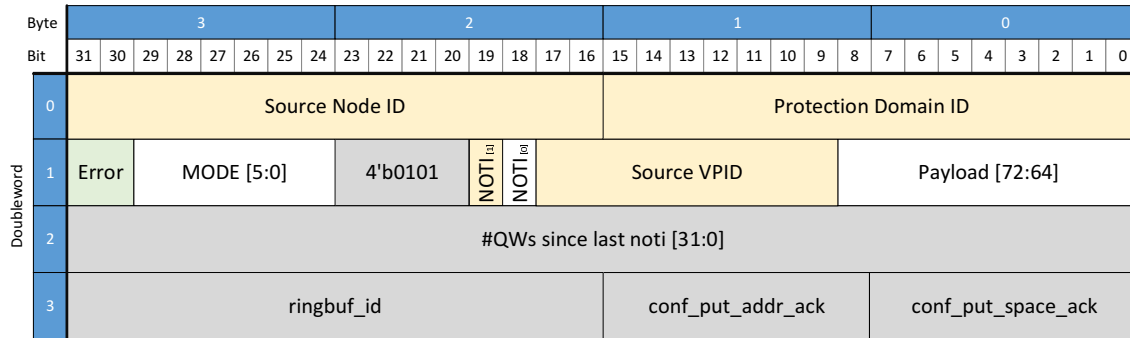 Byte 3 2 1 0
Bit 31 30 29 28 27 26 25 24 23 22 21 20 19 18 17 16 15 14 13 12 11 10 9 8 7 6 5 4 3 2 1 0
Doubleword
0 Source Node ID Protection Domain ID
1 Error MODE [5:0] 4'b0101 NOTI[1] NOTI[0] Source VPID Payload [72:64]
2 #QWs since last noti [31:0]
3 ringbuf_id conf_put_addr_ack conf_put_space_ack